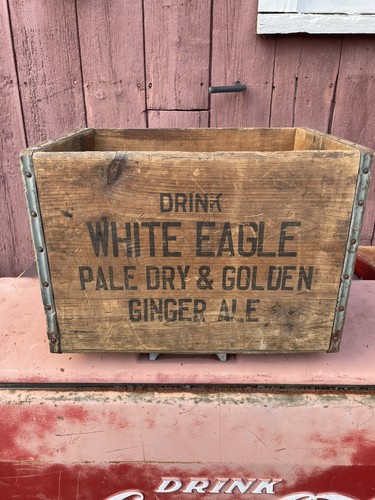 DRINK
WHITE EAGLE
PALE DRY & GOLDEN
GINGER ALE
DRINK